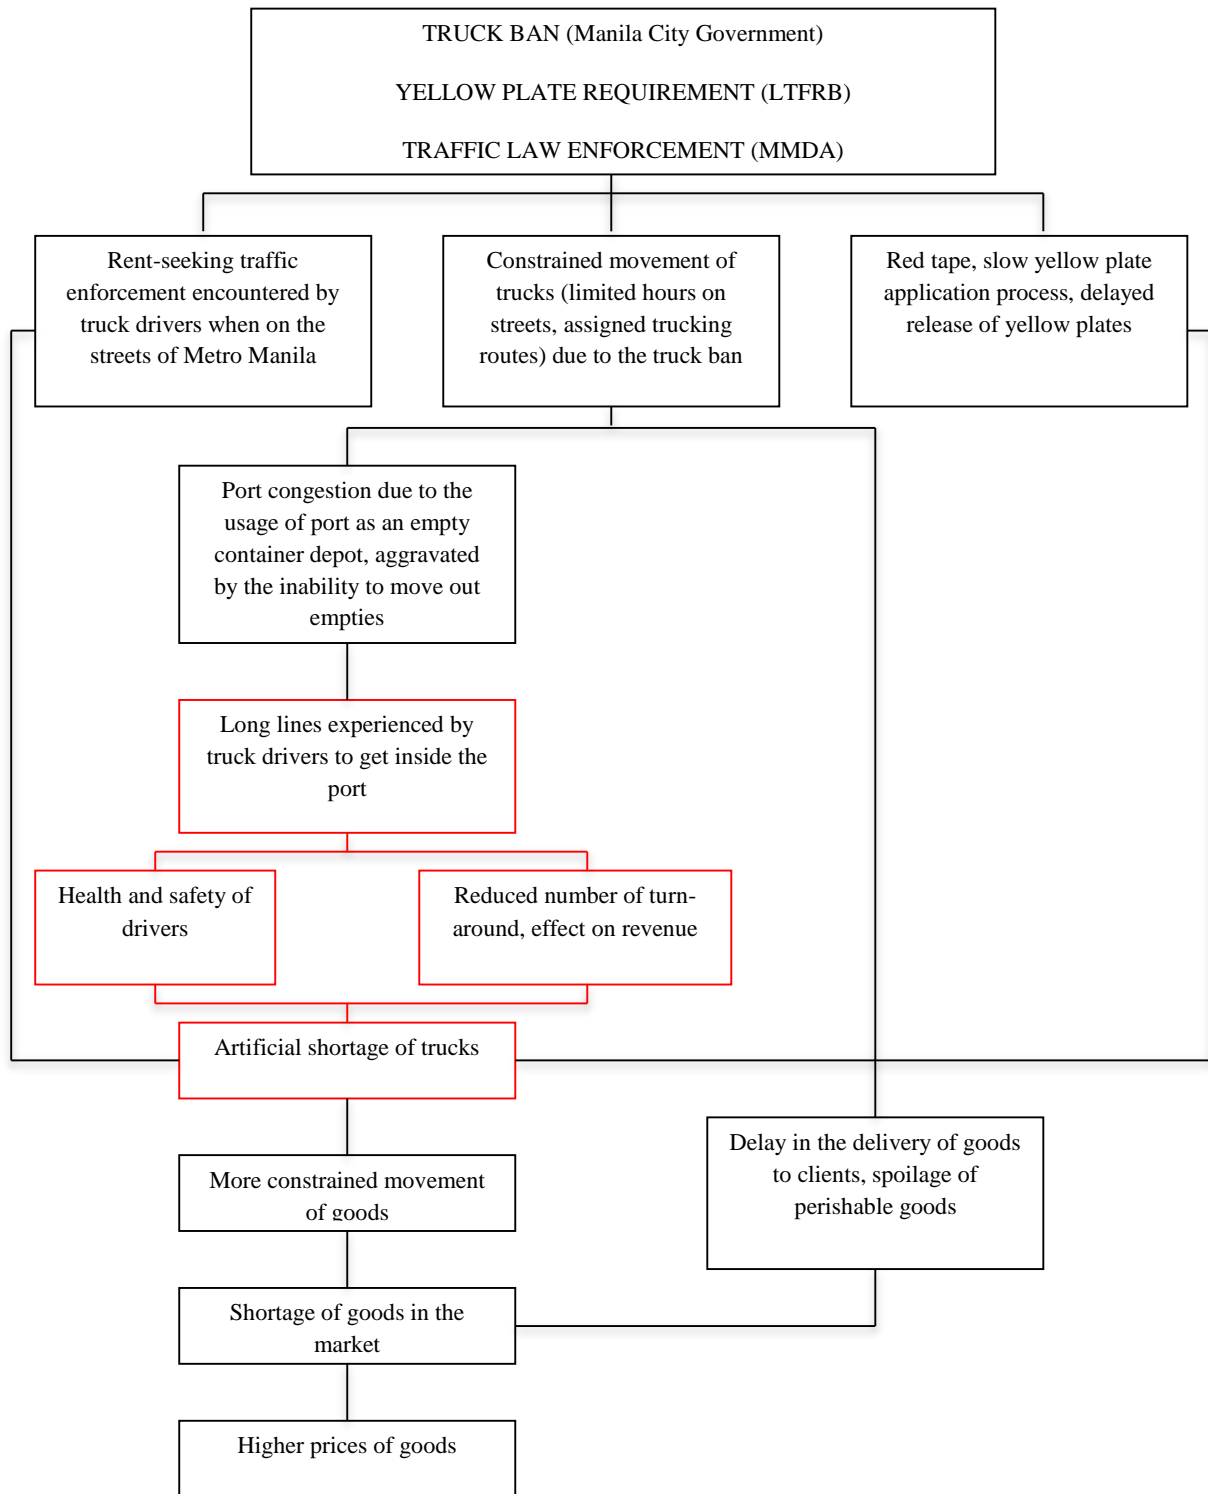 TRUCK BAN (Manila City Government)
YELLOW PLATE REQUIREMENT (LTFRB)
TRAFFIC LAW ENFORCEMENT (MMDA)
Rent-seeking traffic
enforcement encountered by
truck drivers when on the
streets of Metro Manila
Constrained movement of
trucks (limited hours on
streets, assigned trucking
routes) due to the truck ban
Red tape, slow yellow plate
application process, delayed
release of yellow plates
Port congestion due to the
usage of port as an empty
container depot, aggravated
by the inability to move out
empties
Long lines experienced by
truck drivers to get inside the
port
Health and safety of
drivers
Reduced number of turn-
around, effect on revenue
Artificial shortage of trucks
More constrained movement
of goods
Delay in the delivery of goods
to clients, spoilage of
perishable goods
Shortage of goods in the
market
Higher prices of goods